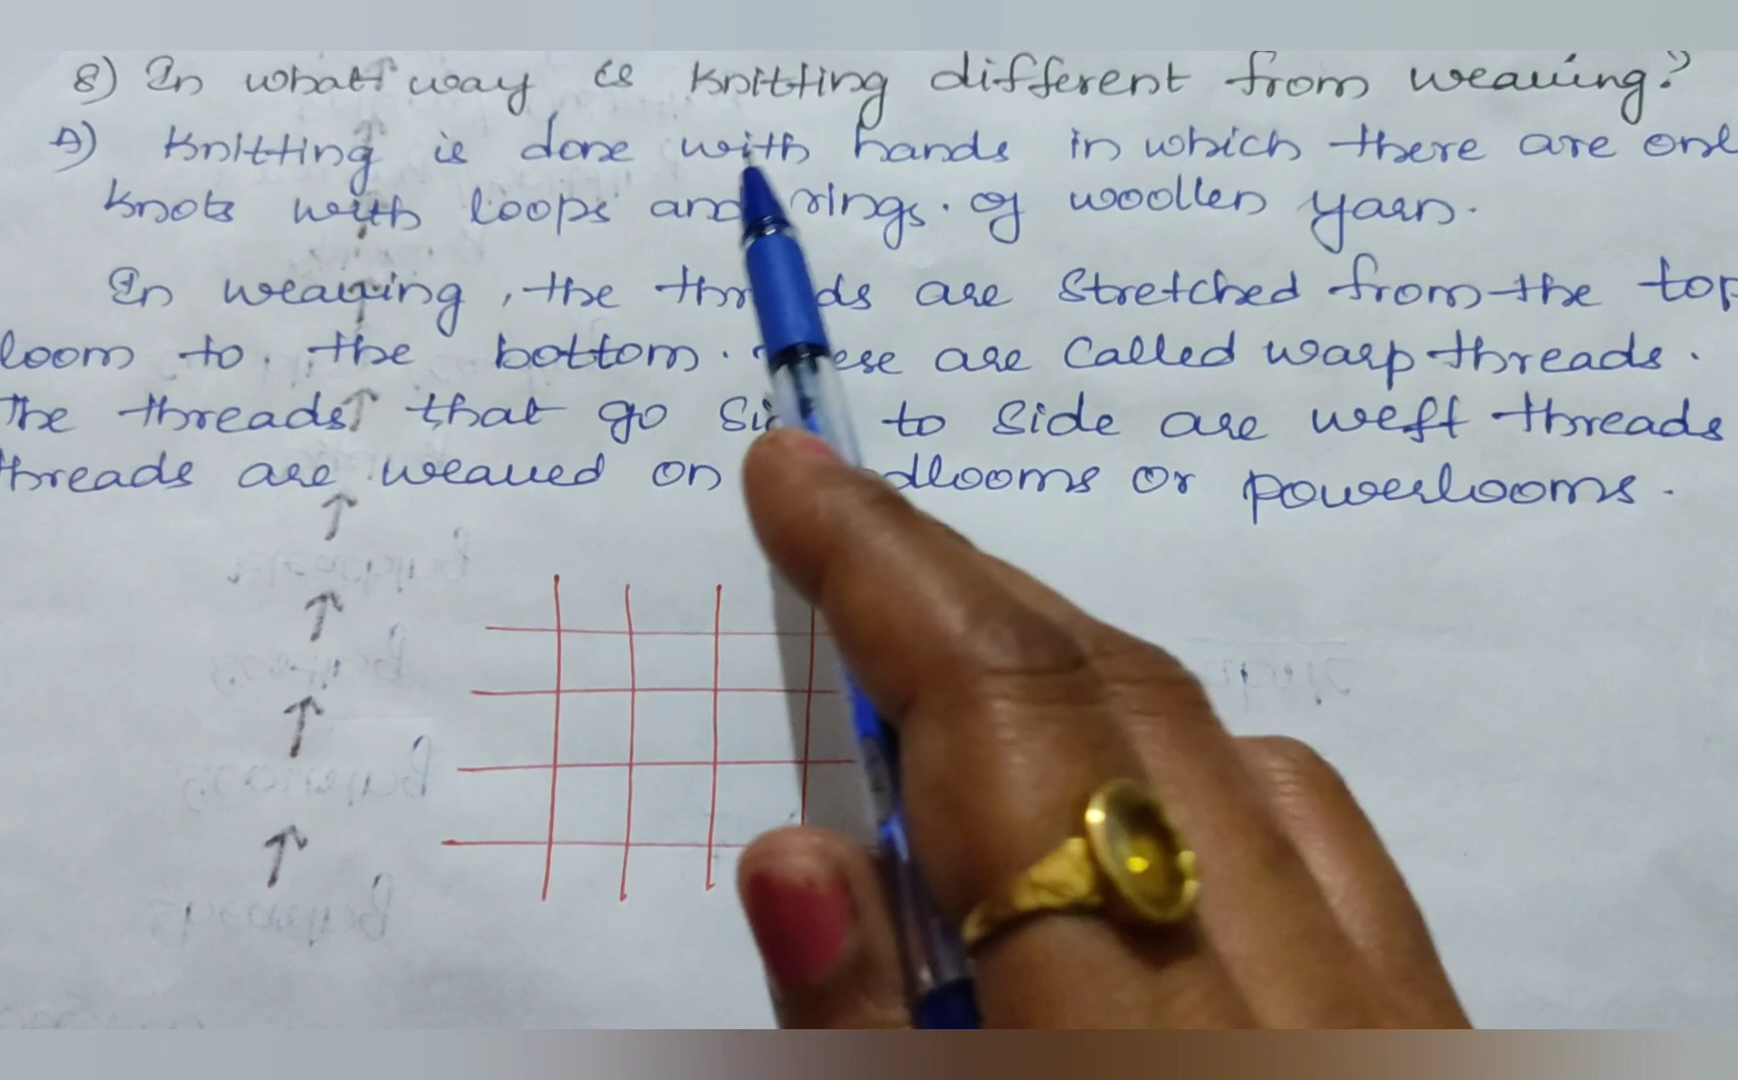 8) In what way is knitting different from weaving?
A) Knitting is done with hands in which there are one
knots with loops and rings. of woollen yarn.
In weaving, the ds are stretched from the top
loom to. the bottom. are called warp threads.
The threads that go to side are weft threads
threads are weaved on or powerlooms.